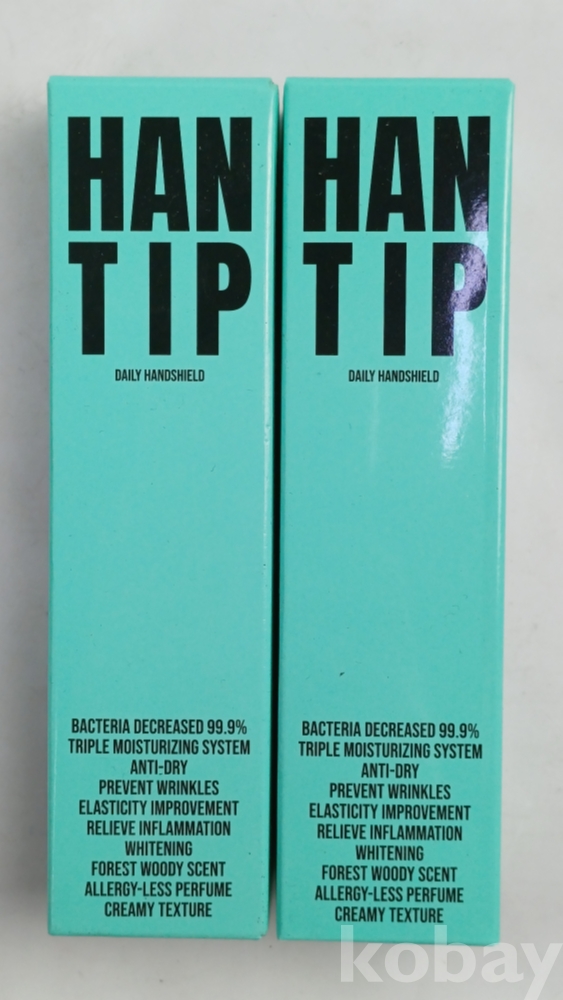 HAN
TIP
DAILY HANDSHIELD
BACTERIA DECREASED 99.9%
TRIPLE MOISTURIZING SYSTEM
ANTI-DRY
PREVENT WRINKLES
ELASTICITY IMPROVEMENT
RELIEVE INFLAMMATION
WHITENING
FOREST WOODY SCENT
ALLERGY-LESS PERFUME
CREAMY TEXTURE
HAN
TIP
DAILY HANDSHIELD
BACTERIA DECREASED 99.9%
TRIPLE MOISTURIZING SYSTEM
ANTI-DRY
PREVENT WRINKLES
ELASTICITY IMPROVEMENT
RELIEVE INFLAMMATION
WHITENING
FOREST WOODY SCENT
ALLERGY-LESS PERFUME
CREAMY TEXTURE
kobay